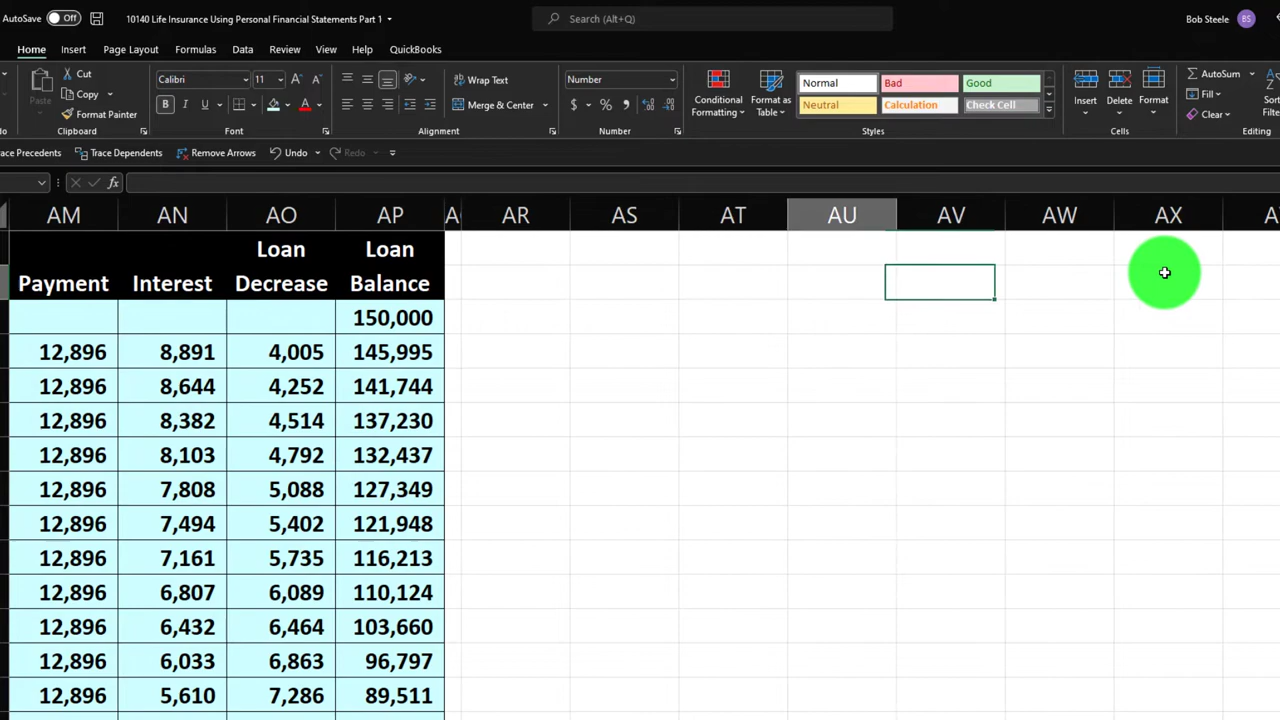 AutoSave Off 10140 Life Insurance Using Personal Financial Statements Part 1 Search (Alt+Q) Bob Steele BS
Home Insert Page Layout Formulas Data Review View Help QuickBooks
Cut Calibri 11 Wrap Text Number Normal Bad Good AutoSum
Paste Copy Conditional Format as Insert Delete Format Fill
Format Painter B I U A Merge & Center $ % Formatting Table Neutral Calculation Check Cell Clear
Clipboard Font Alignment Number Styles Cells Editing
race Precedents Trace Dependents Remove Arrows Undo Redo
fx
AM AN AO AP AR AS AT AU AV AW AX
Loan Loan
Payment Interest Decrease Balance
150,000
12,896 8,891 4,005 145,995
12,896 8,644 4,252 141,744
12,896 8,382 4,514 137,230
12,896 8,103 4,792 132,437
12,896 7,808 5,088 127,349
12,896 7,494 5,402 121,948
12,896 7,161 5,735 116,213
12,896 6,807 6,089 110,124
12,896 6,432 6,464 103,660
12,896 6,033 6,863 96,797
12,896 5,610 7,286 89,511